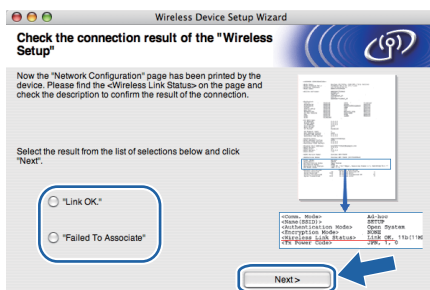 Wireless Device Setup Wizard
Check the connection result of the "Wireless
Setup"
Now the "Network Configuration" page has been printed by the
device. Please find the <Wireless Link Status> on the page and
check the description to confirm the result of the connection.
Select the result from the list of selections below and click
"Next".
"Link OK."
"Failed To Associate"
<Comm. Mode> Ad-hoc
<Name(SSID)> SETUP
<Authentication Mode> Open System
<Encryption Mode> NONE
<Wireless Link Status> Link OK, 11b(11M
<Tx Power Code> JPN, 1, 0
Next >